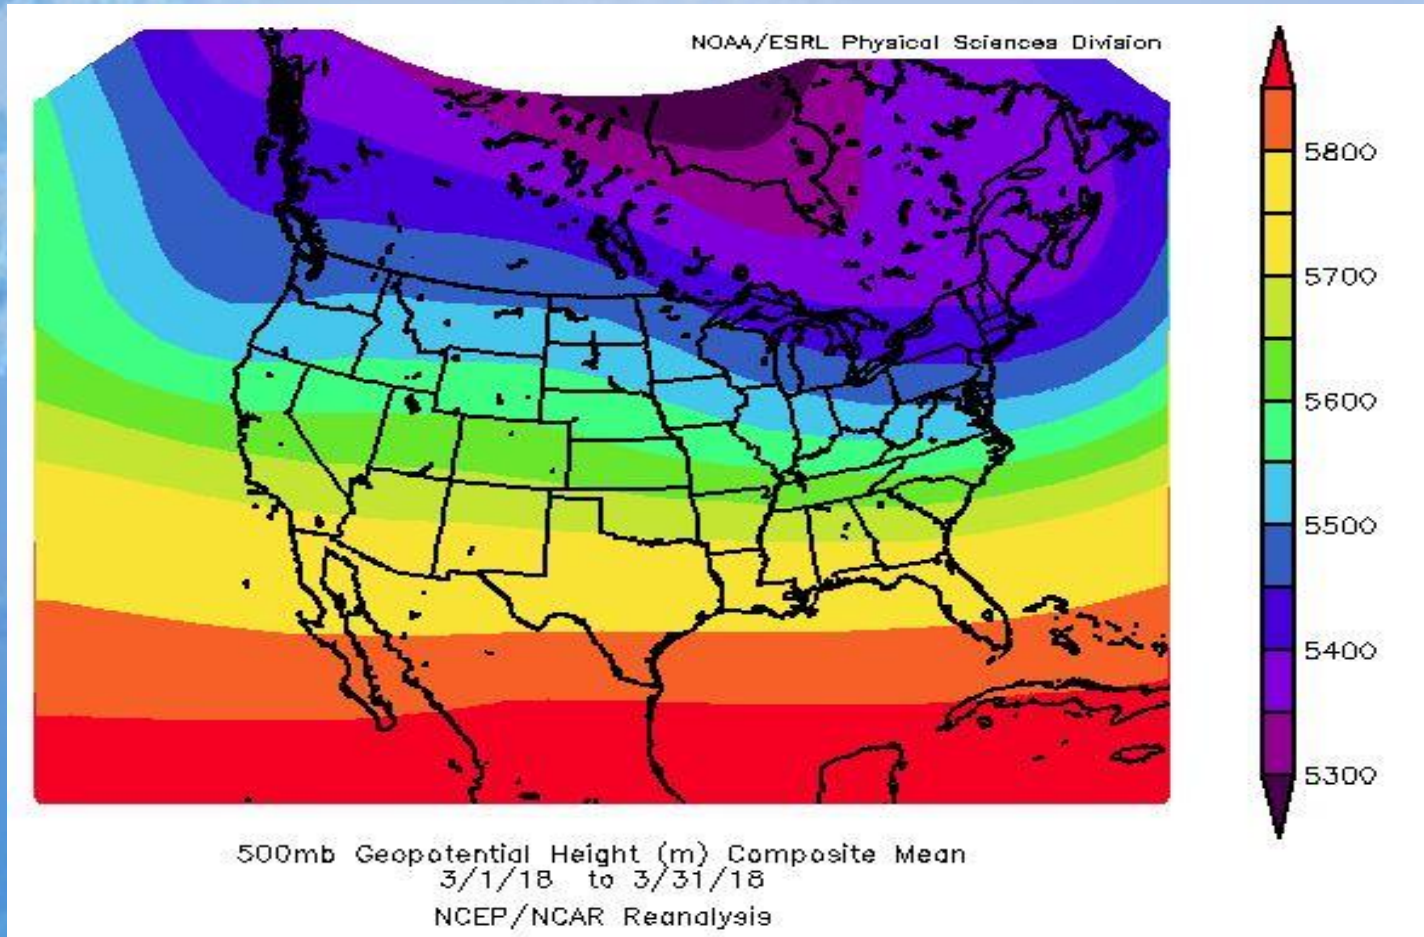 NOAA/ESRL Physical Sciences Division
5800
5700
5600
5500
5400
5300
500mb Geopotential Height (m) Composite Mean
3/1/18 to 3/31/18
NCEP/NCAR Reanalysis